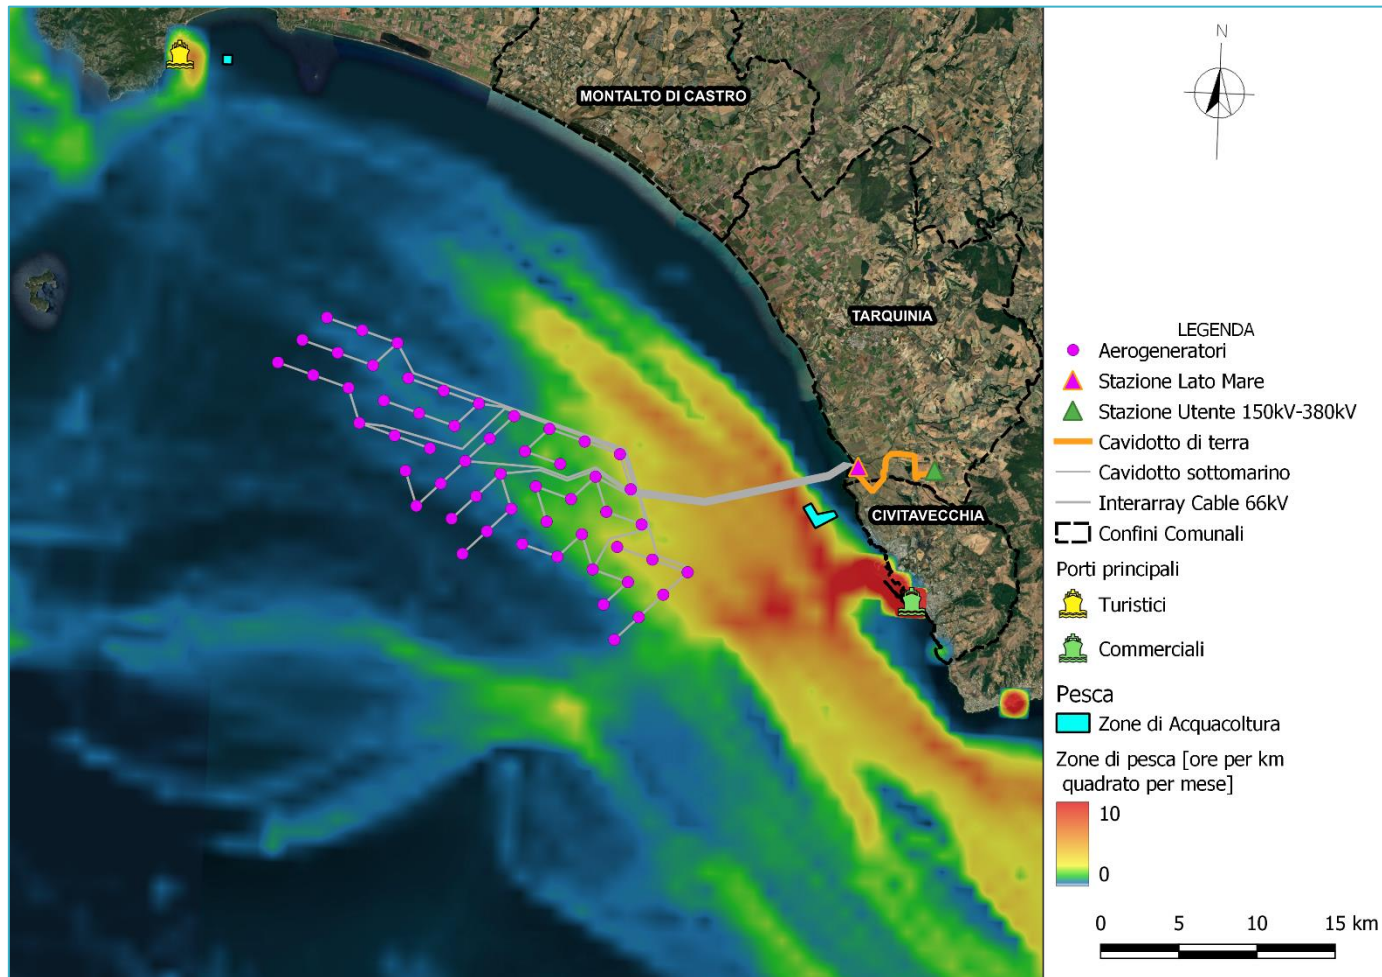 MONTALTO DI CASTRO
TARQUINIA
CIVITAVECCHIA
N
LEGENDA
Aerogeneratori
Stazione Lato Mare
Stazione Utente 150kV-380kV
Cavidotto di terra
Cavidotto sottomarino
Interarray Cable 66kV
Confini Comunali
Porti principali
Turistici
Commerciali
Pesca
Zone di Acquacoltura
Zone di pesca [ore per km
quadrato per mese]
10
0
0 5 10 15 km